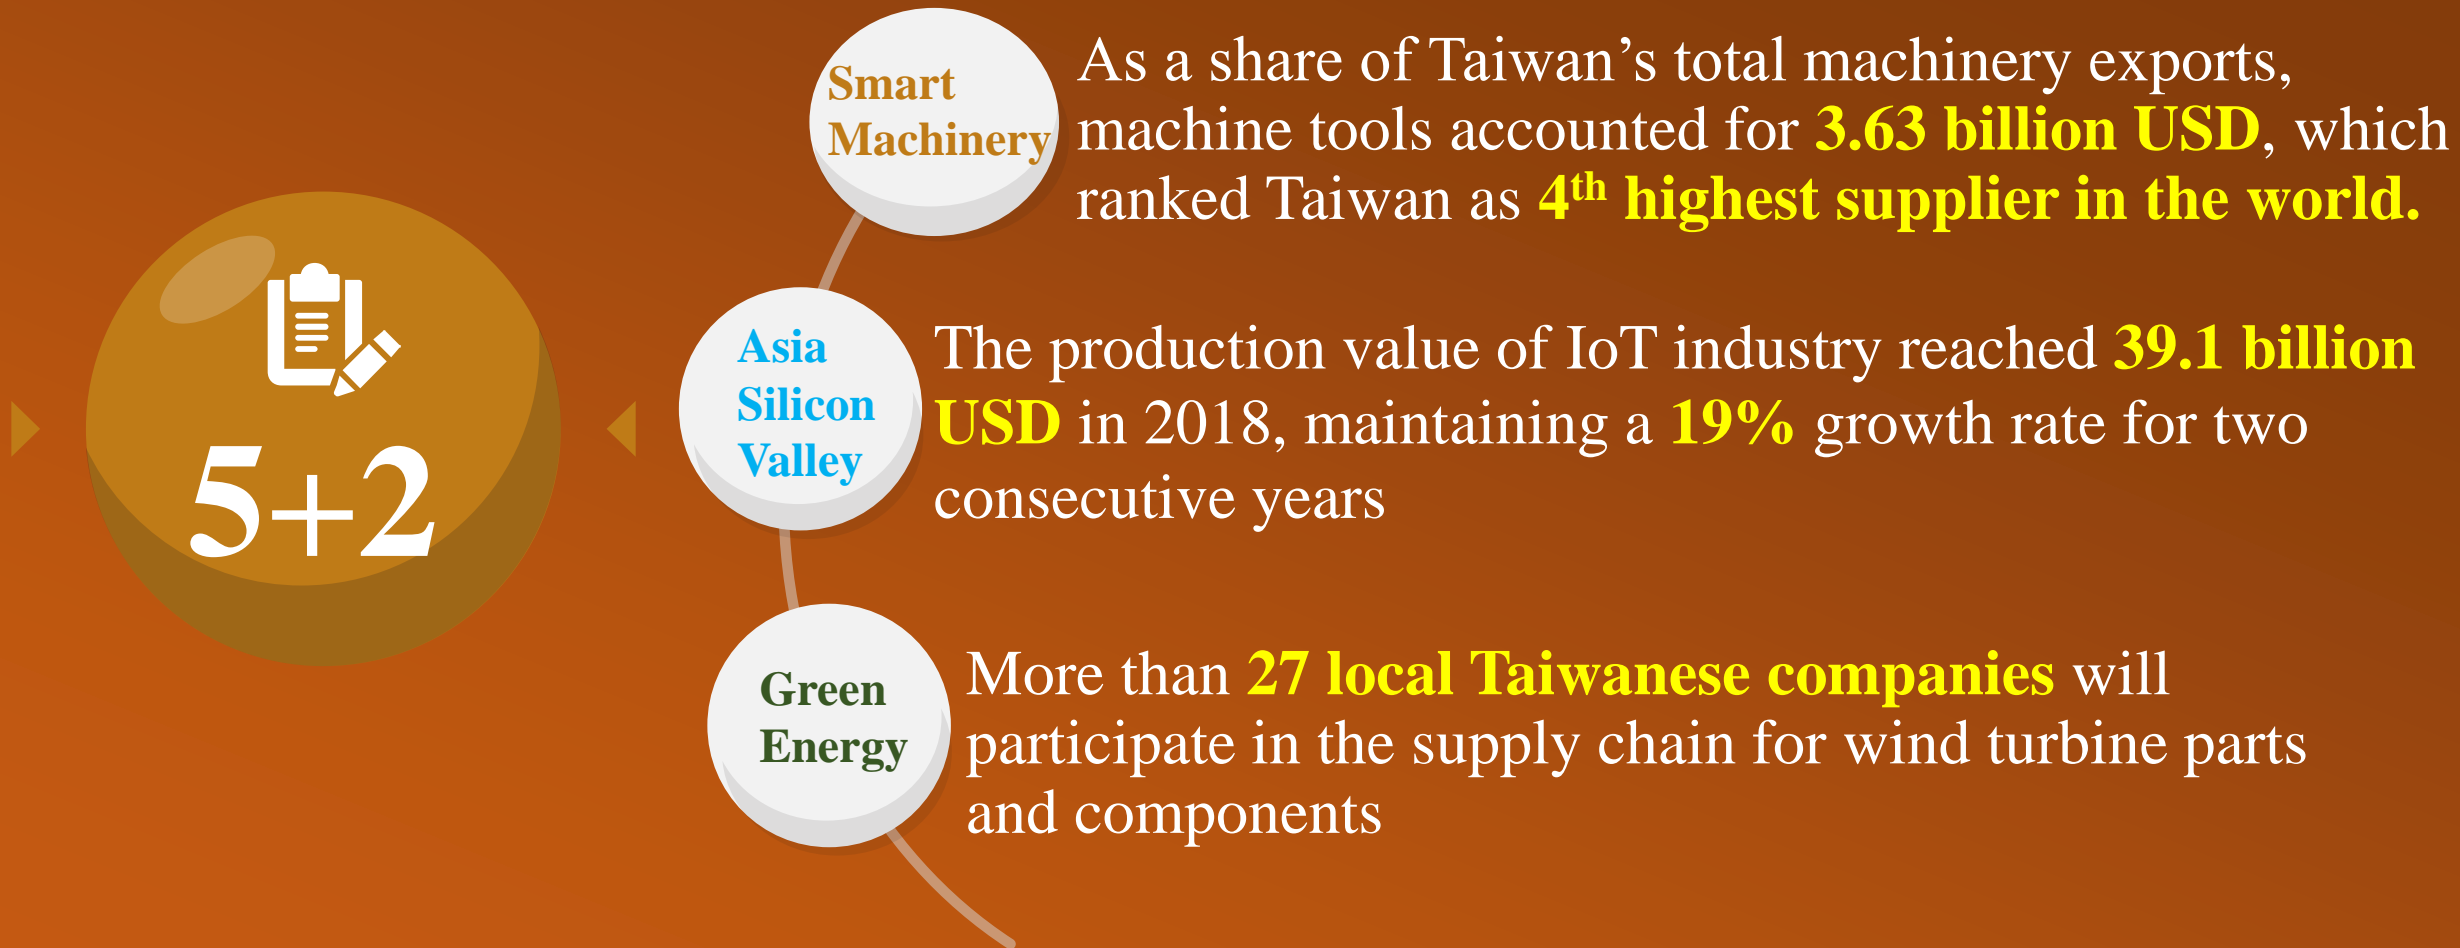 5+2
Smart
Machinery
As a share of Taiwan’s total machinery exports,
machine tools accounted for 3.63 billion USD, which
ranked Taiwan as 4th highest supplier in the world.
Asia
Silicon
Valley
The production value of IoT industry reached 39.1 billion
USD in 2018, maintaining a 19% growth rate for two
consecutive years
Green
Energy
More than 27 local Taiwanese companies will
participate in the supply chain for wind turbine parts
and components